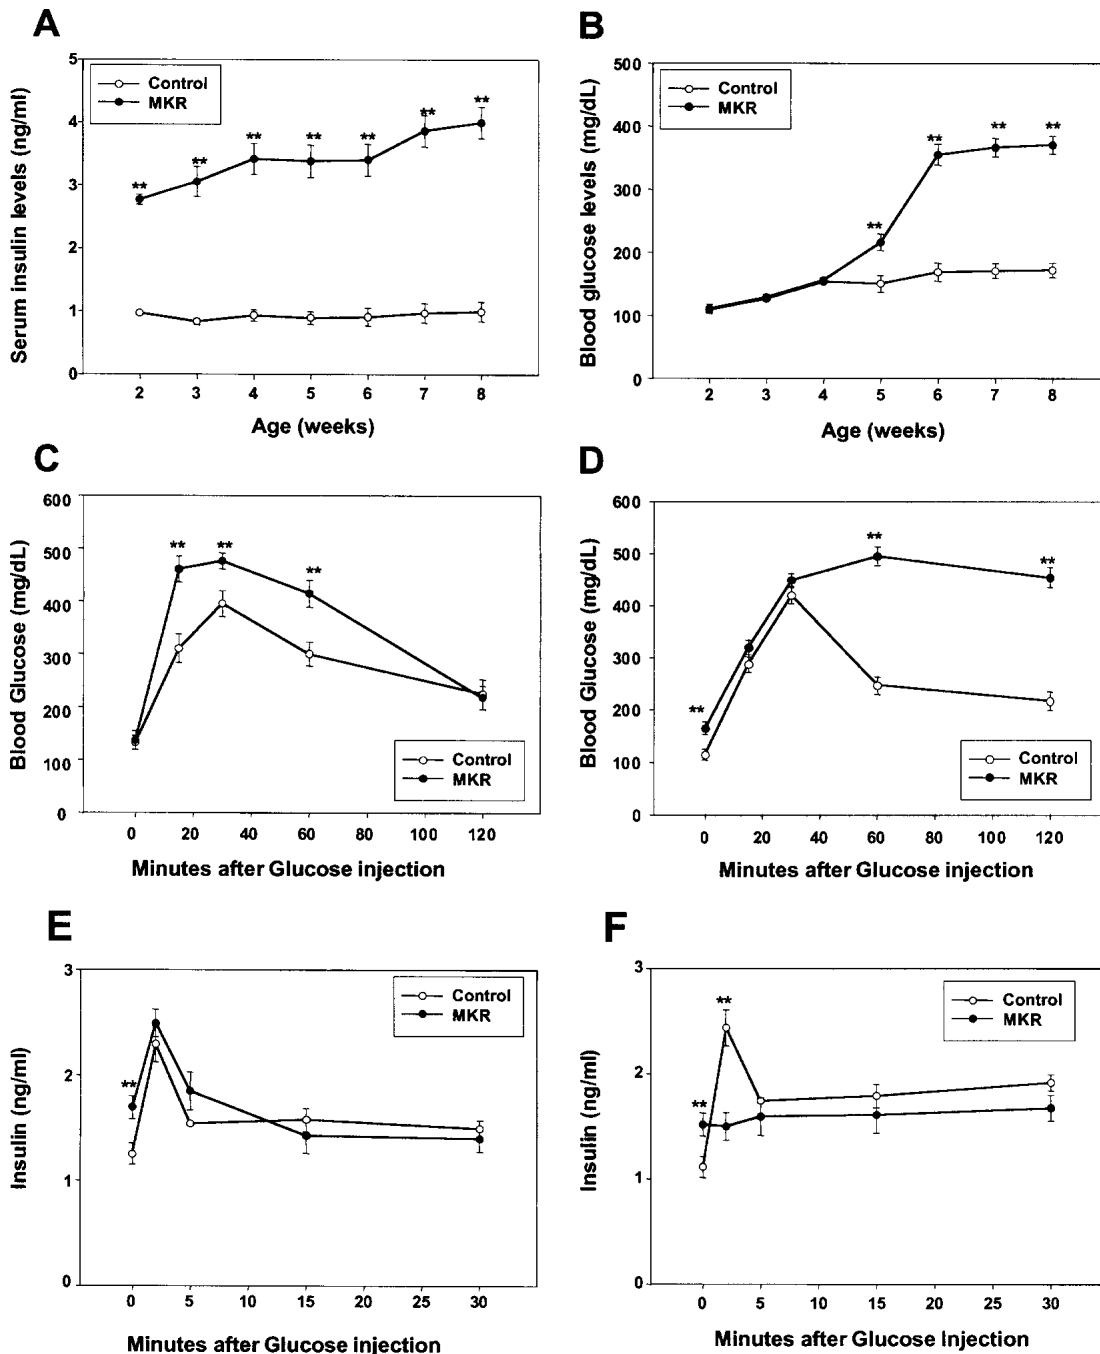 A
Serum insulin levels (ng/ml)
5
4
3
2
1
0
Control
MKR
**
**
**
**
**
**
**
2 3 4 5 6 7 8
Age (weeks)
B
Blood glucose levels (mg/dL)
500
400
300
200
100
0
Control
MKR
**
**
**
**
2 3 4 5 6 7 8
Age (weeks)
C
Blood Glucose (mg/dL)
600
500
400
300
200
100
0
**
**
**
Control
MKR
0 20 40 60 80 100 120
Minutes after Glucose injection
D
Blood Glucose (mg/dL)
600
500
400
300
200
100
0
**
**
**
Control
MKR
0 20 40 60 80 100 120
Minutes after Glucose injection
E
Insulin (ng/ml)
3
2
1
0
**
Control
MKR
0 5 10 15 20 25 30
Minutes after Glucose injection
F
Insulin (ng/ml)
3
2
1
0
**
**
Control
MKR
0 5 10 15 20 25 30
Minutes after Glucose Injection